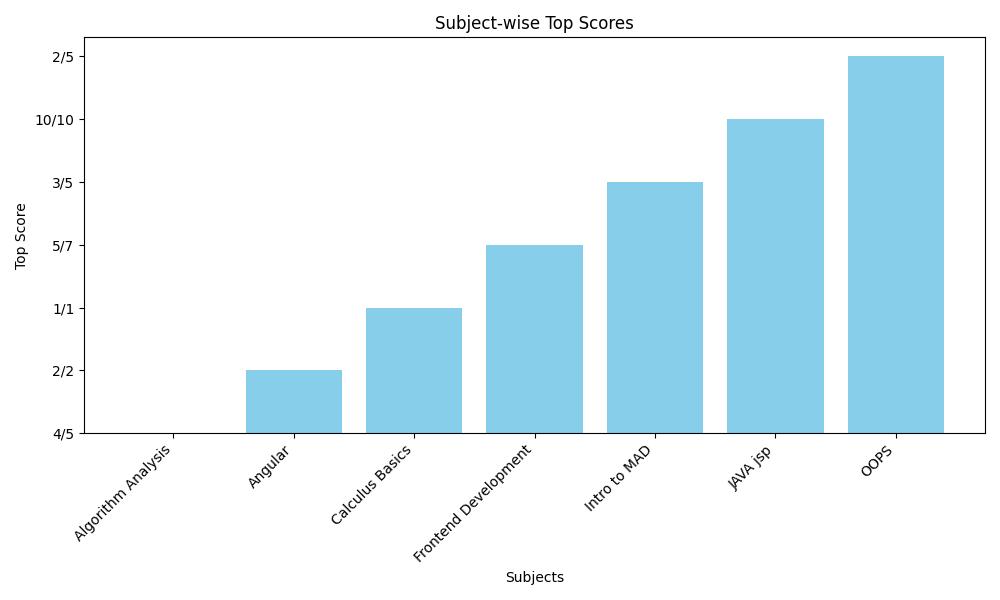 Subject-wise Top Scores
Top Score
2/5
10/10
3/5
5/7
1/1
2/2
4/5
Algorithm Analysis
Angular
Calculus Basics
Frontend Development
Intro to MAD
JAVA jsp
OOPS
Subjects